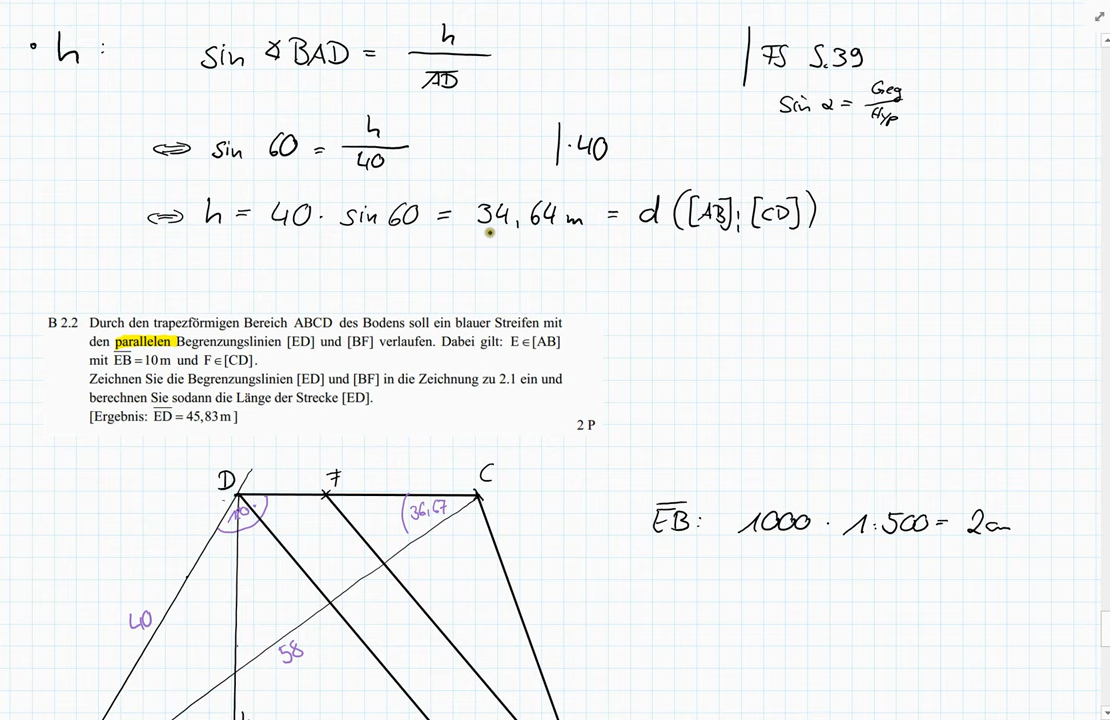 • h : sin ∢ BAD = h / AD | FS S.39
sin α = Geg / Hyp
⇔ sin 60 = h / 40 | · 40
⇔ h = 40 · sin 60 = 34,64 m = d ([AB]; [CD])
B 2.2 Durch den trapezförmigen Bereich ABCD des Bodens soll ein blauer Streifen mit
den parallelen Begrenzungslinien [ED] und [BF] verlaufen. Dabei gilt: E ∈ [AB]
mit EB = 10 m und F ∈ [CD].
Zeichnen Sie die Begrenzungslinien [ED] und [BF] in die Zeichnung zu 2.1 ein und
berechnen Sie sodann die Länge der Strecke [ED].
[Ergebnis: ED = 45,83 m ]
2 P
D F C
36,67
EB: 1000 · 1:500 = 2cm
40
58